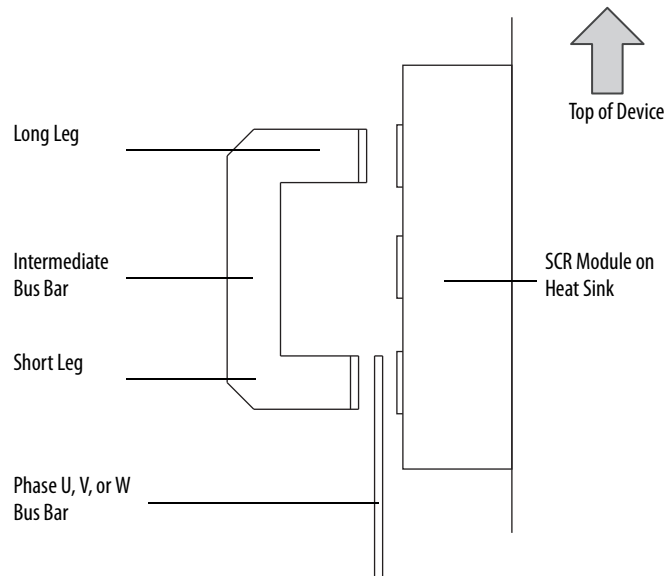 Top of Device
Long Leg
Intermediate
Bus Bar
SCR Module on
Heat Sink
Short Leg
Phase U, V, or W
Bus Bar